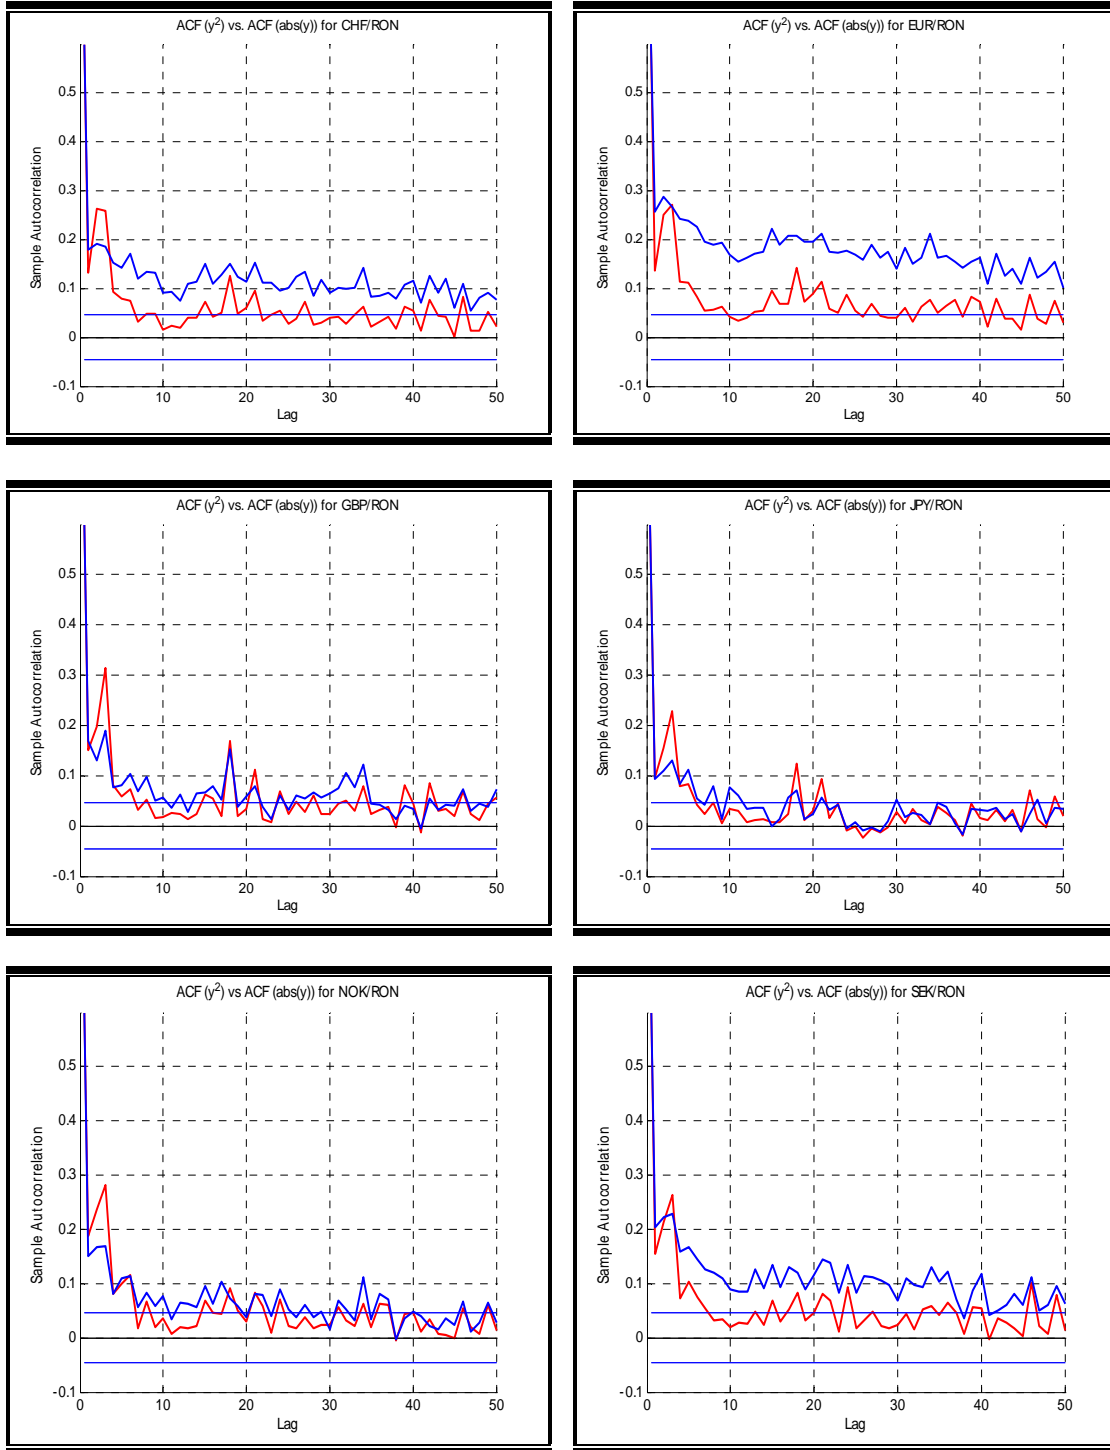 ACF (y²) vs. ACF (abs(y)) for CHF/RON
Sample Autocorrelation
0.5
0.4
0.3
0.2
0.1
0
-0.1
0 10 20 30 40 50
Lag
ACF (y²) vs. ACF (abs(y)) for EUR/RON
Sample Autocorrelation
0.5
0.4
0.3
0.2
0.1
0
-0.1
0 10 20 30 40 50
Lag
ACF (y²) vs. ACF (abs(y)) for GBP/RON
Sample Autocorrelation
0.5
0.4
0.3
0.2
0.1
0
-0.1
0 10 20 30 40 50
Lag
ACF (y²) vs. ACF (abs(y)) for JPY/RON
Sample Autocorrelation
0.5
0.4
0.3
0.2
0.1
0
-0.1
0 10 20 30 40 50
Lag
ACF (y²) vs ACF (abs(y)) for NOK/RON
Sample Autocorrelation
0.5
0.4
0.3
0.2
0.1
0
-0.1
0 10 20 30 40 50
Lag
ACF (y²) vs. ACF (abs(y)) for SEK/RON
Sample Autocorrelation
0.5
0.4
0.3
0.2
0.1
0
-0.1
0 10 20 30 40 50
Lag